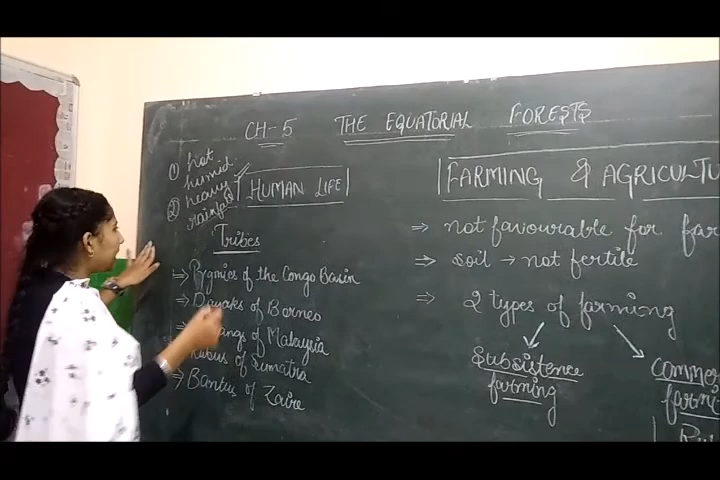 CH-5 THE EQUATORIAL FORESTS
① hot
humid
② heavy
rainfall
HUMAN LIFE
Tribes
⇒ Pygmies of the Congo Basin
⇒ Dayaks of Borneo
angs of Malaysia
Kubus of Sumatra
⇒ Bantus of Zaire
FARMING & AGRICULTU
⇒ not favourable for far
⇒ soil → not fertile
⇒ 2 types of farming
Subsistence
farming
commer
farmi